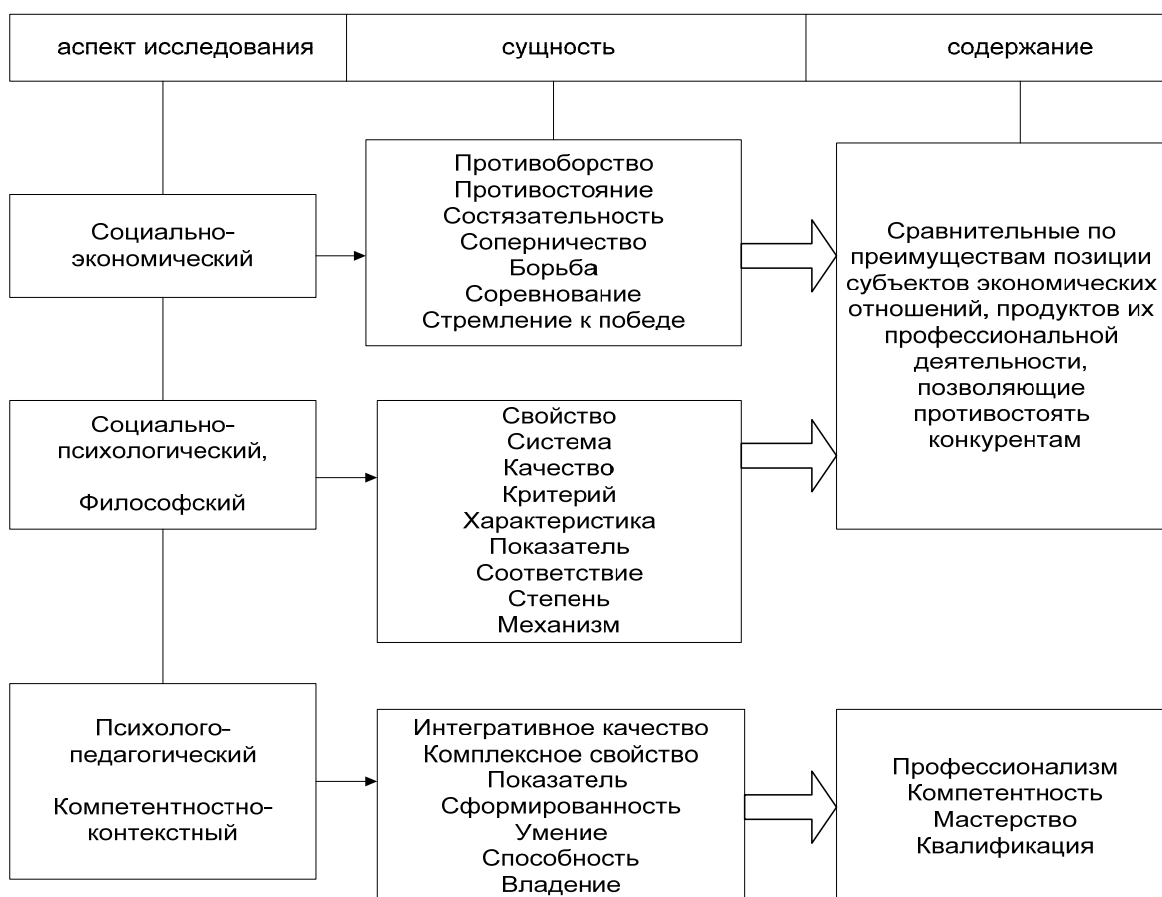 аспект исследования
сущность
содержание
Социально-
экономический
Противоборство
Противостояние
Состязательность
Соперничество
Борьба
Соревнование
Стремление к победе
Сравнительные по
преимуществам позиции
субъектов экономических
отношений, продуктов их
профессиональной
деятельности,
позволяющие
противостоять
конкурентам
Социально-
психологический,
Философский
Свойство
Система
Качество
Критерий
Характеристика
Показатель
Соответствие
Степень
Механизм
Психолого-
педагогический
Компетентностно-
контекстный
Интегративное качество
Комплексное свойство
Показатель
Сформированность
Умение
Способность
Владение
Профессионализм
Компетентность
Мастерство
Квалификация